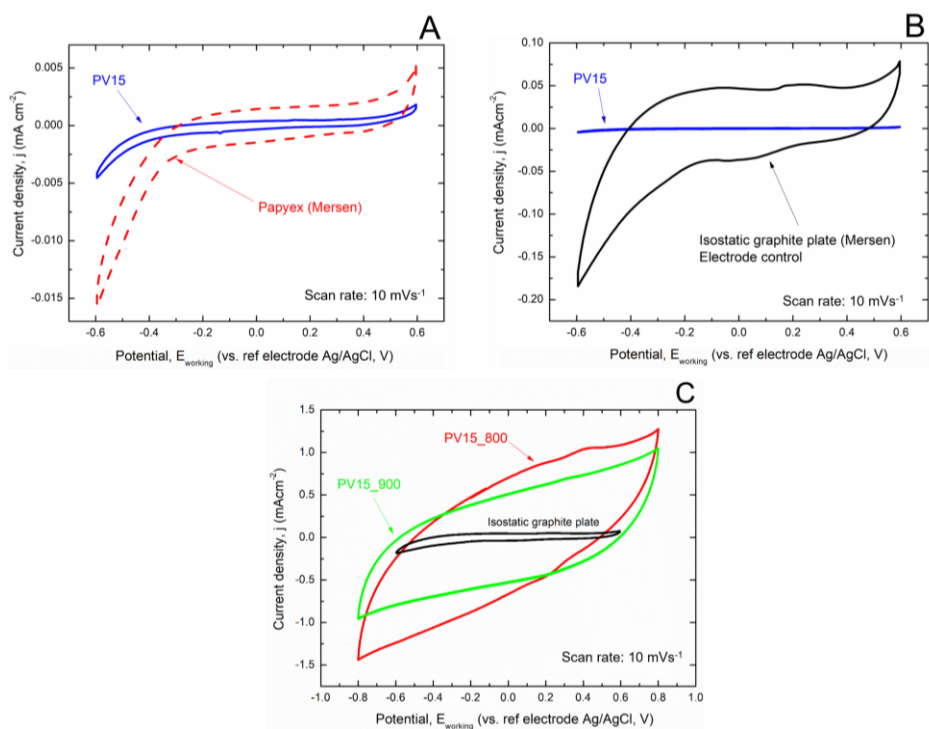 A
0.005
0.000
-0.005
-0.010
-0.015
Current density, j (mA cm-2)
PV15
Papyex (Mersen)
Scan rate: 10 mVs-1
-0.6 -0.4 -0.2 0.0 0.2 0.4 0.6
Potential, Eworking (vs. ref electrode Ag/AgCl, V)
B
0.10
0.05
0.00
-0.05
-0.10
-0.15
-0.20
Current density, j (mA cm-2)
PV15
Isostatic graphite plate (Mersen)
Electrode control
Scan rate: 10 mVs-1
-0.6 -0.4 -0.2 0.0 0.2 0.4 0.6
Potential, Eworking (vs. ref electrode Ag/AgCl, V)
C
1.5
1.0
0.5
0.0
-0.5
-1.0
-1.5
Current density, j (mAcm-2)
PV15_800
PV15_900
Isostatic graphite plate
Scan rate: 10 mVs-1
-1.0 -0.8 -0.6 -0.4 -0.2 0.0 0.2 0.4 0.6 0.8 1.0
Potential, Eworking (vs. ref electrode Ag/AgCl, V)